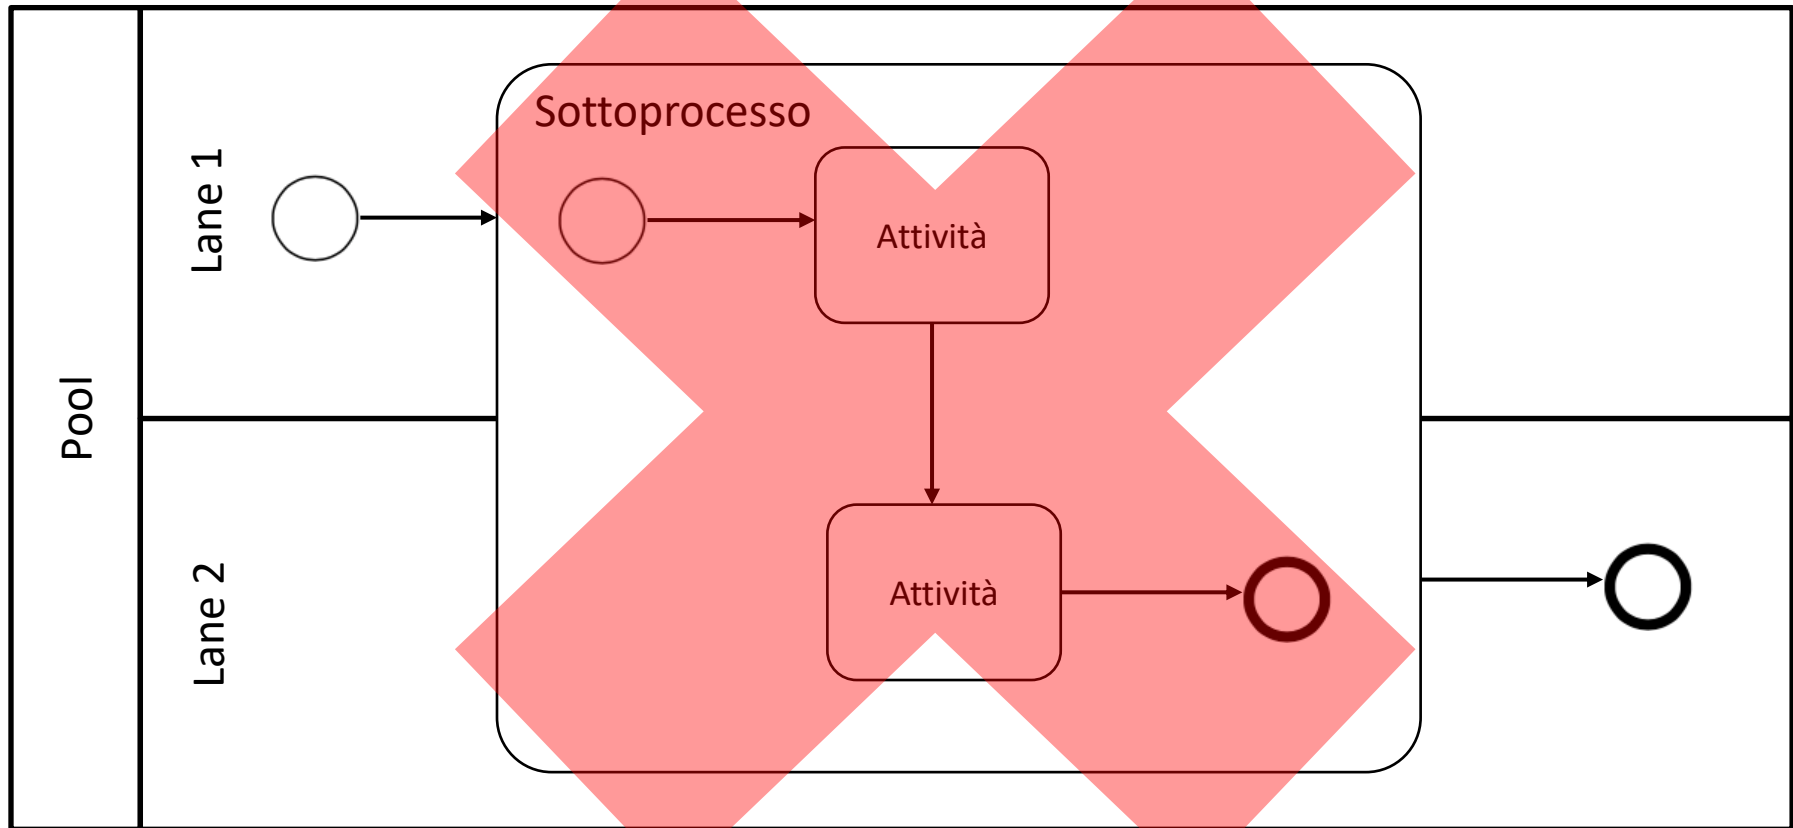 Pool
Lane 1
Sottoprocesso
Attività
Lane 2
Attività